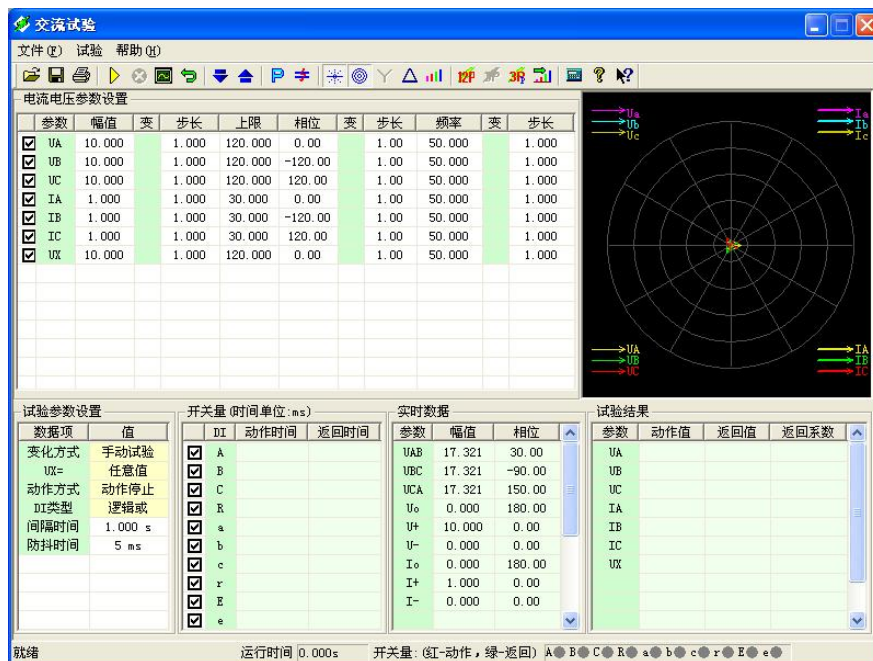 交流试验
文件(F) 试验 帮助(H)
12P 3R
电流电压参数设置
参数 幅值 变 步长 上限 相位 变 步长 频率 变 步长
UA 10.000 1.000 120.000 0.00 1.00 50.000 1.000
UB 10.000 1.000 120.000 -120.00 1.00 50.000 1.000
UC 10.000 1.000 120.000 120.00 1.00 50.000 1.000
IA 1.000 1.000 30.000 0.00 1.00 50.000 1.000
IB 1.000 1.000 30.000 -120.00 1.00 50.000 1.000
IC 1.000 1.000 30.000 120.00 1.00 50.000 1.000
UX 10.000 1.000 120.000 0.00 1.00 50.000 1.000
Ua Ia
Ub Ib
Uc Ic
UA IA
UB IB
UC IC
试验参数设置
数据项 值
变化方式 手动试验
UX= 任意值
动作方式 动作停止
DI类型 逻辑或
间隔时间 1.000 s
防抖时间 5 ms
开关量(时间单位:ms)
DI 动作时间 返回时间
A
B
C
R
a
b
c
r
E
e
实时数据
参数 幅值 相位
UAB 17.321 30.00
UBC 17.321 -90.00
UCA 17.321 150.00
Uo 0.000 180.00
U+ 10.000 0.00
U- 0.000 0.00
Io 0.000 180.00
I+ 1.000 0.00
I- 0.000 0.00
试验结果
参数 动作值 返回值 返回系数
UA
UB
UC
IA
IB
IC
UX
就绪 运行时间 0.000s 开关量:(红-动作，绿-返回) A B C R a b c r E e